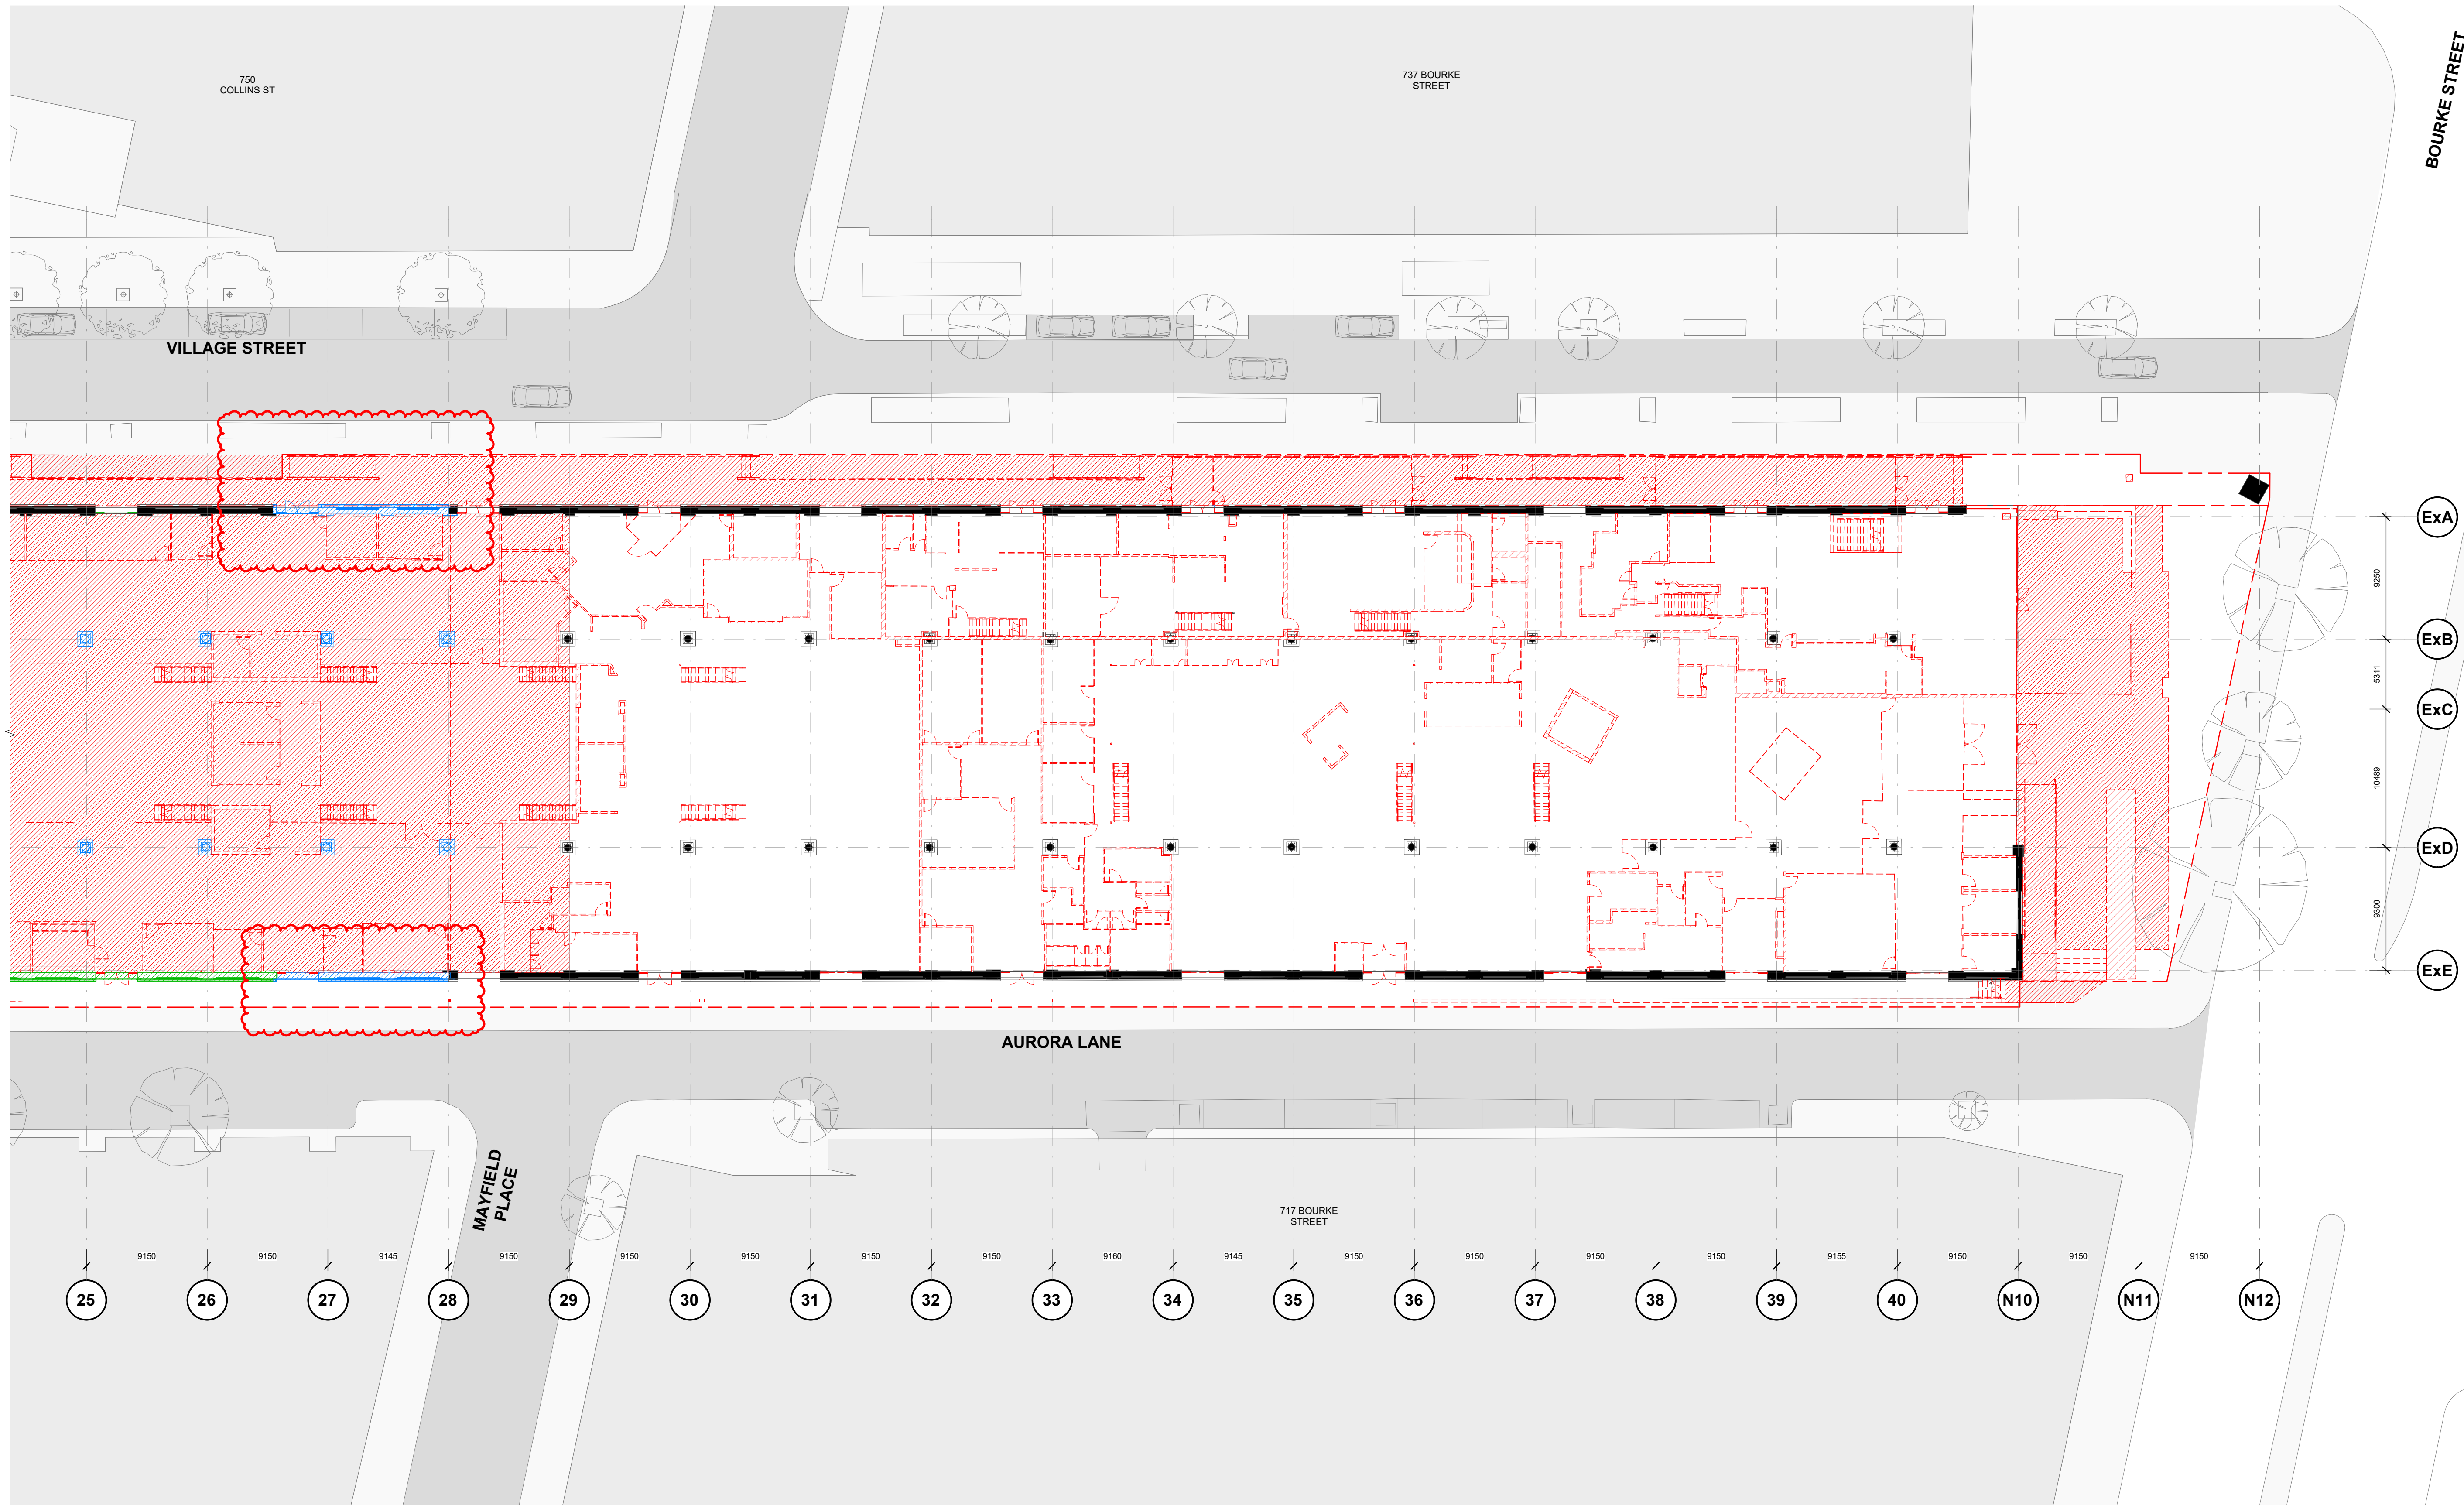 750
COLLINS ST
737 BOURKE
STREET
BOURKE STREET
VILLAGE STREET
ExA
9250
ExB
5311
ExC
10489
ExD
9300
ExE
AURORA LANE
MAYFIELD
PLACE
717 BOURKE
STREET
9150 9150 9145 9150 9150 9150 9150 9150 9160 9145 9150 9150 9150 9150 9155 9150 9150 9150
25 26 27 28 29 30 31 32 33 34 35 36 37 38 39 40 N10 N11 N12